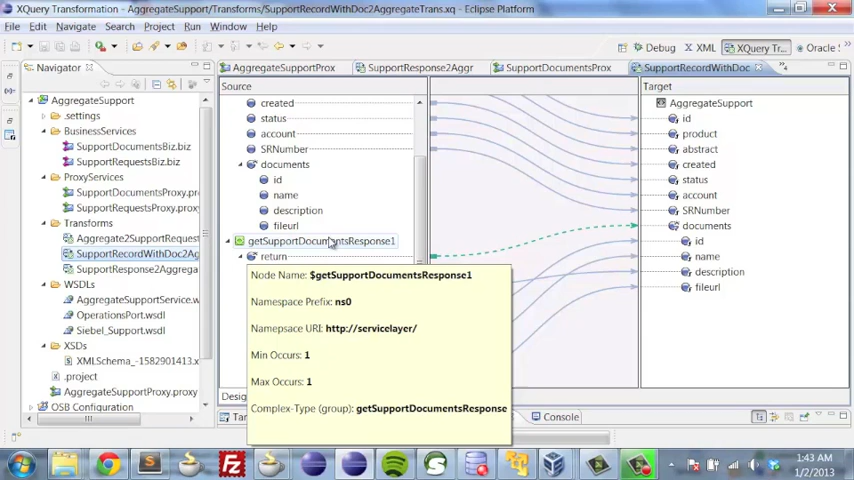 XQuery Transformation - AggregateSupport/Transforms/SupportRecordWithDoc2AggregateTrans.xq - Eclipse Platform
File Edit Navigate Search Project Run Window Help
Debug XML XQuery Tr... Oracle
Navigator
AggregateSupportProx SupportResponse2Aggr SupportDocumentsProx SupportRecordWithDoc
AggregateSupport
.settings
BusinessServices
SupportDocumentsBiz.biz
SupportRequestsBiz.biz
ProxyServices
SupportDocumentsProxy.pro
SupportRequestsProxy.proxy
Transforms
Aggregate2SupportRequest
SupportRecordWithDoc2Ag
SupportResponse2Aggrega
WSDLs
AggregateSupportService.w
OperationsPort.wsdl
Siebel_Support.wsdl
XSDs
XMLSchema_-1582901413.x
.project
AggregateSupportProxy.proxy
OSB Configuration
Source
created
status
account
SRNumber
documents
id
name
description
fileurl
getSupportDocumentsResponse1
return
Node Name: $getSupportDocumentsResponse1
Namespace Prefix: ns0
Namepsace URI: http://servicelayer/
Min Occurs: 1
Max Occurs: 1
Complex-Type (group): getSupportDocumentsResponse
Target
AggregateSupport
id
product
abstract
created
status
account
SRNumber
documents
id
name
description
fileurl
Desig
Tar
Console
1:43 AM
1/2/2013